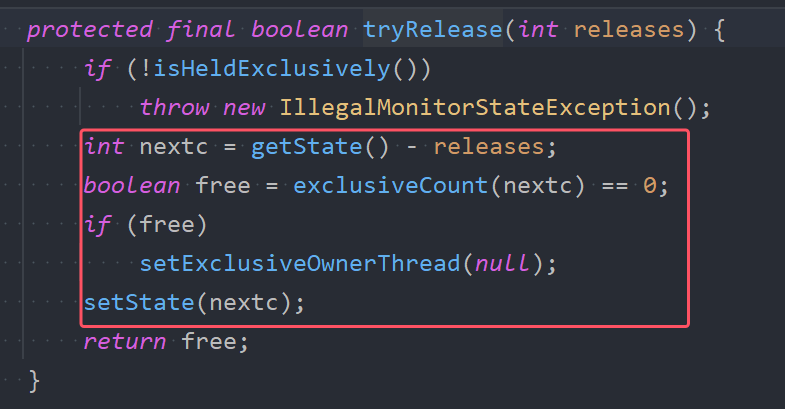 protected final boolean tryRelease(int releases) {
if (!isHeldExclusively())
throw new IllegalMonitorStateException();
int nextc = getState() - releases;
boolean free = exclusiveCount(nextc) == 0;
if (free)
setExclusiveOwnerThread(null);
setState(nextc);
return free;
}